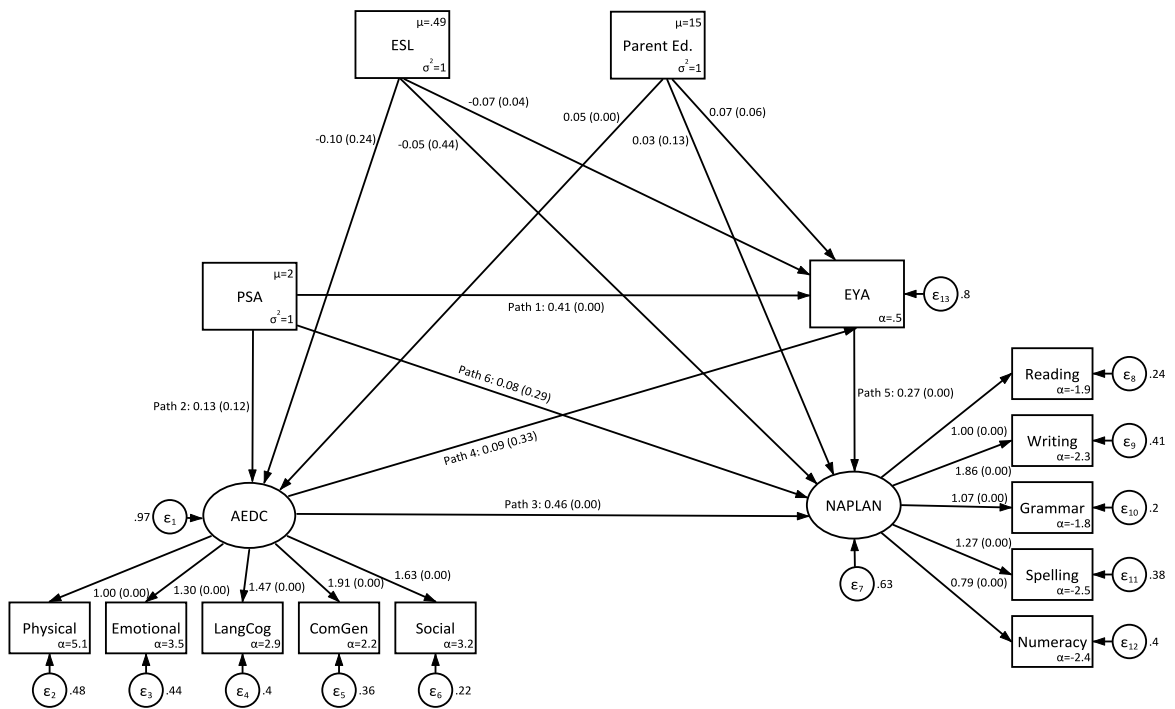 μ=.49
ESL
σ²=1
μ=15
Parent Ed.
σ²=1
-0.07 (0.04)
0.05 (0.00)
0.07 (0.06)
-0.10 (0.24)
-0.05 (0.44)
0.03 (0.13)
μ=2
PSA
σ²=1
EYA
α=.5
ε13
.8
Path 1: 0.41 (0.00)
Path 6: 0.08 (0.29)
Path 2: 0.13 (0.12)
Path 4: 0.09 (0.33)
Path 5: 0.27 (0.00)
Reading
α=-1.9
ε8
.24
1.00 (0.00)
Writing
α=-2.3
ε9
.41
1.86 (0.00)
.97
ε1
AEDC
Path 3: 0.46 (0.00)
NAPLAN
1.07 (0.00)
Grammar
α=-1.8
ε10
.2
1.27 (0.00)
Spelling
α=-2.5
ε11
.38
ε7
.63
0.79 (0.00)
Numeracy
α=-2.4
ε12
.4
1.00 (0.00)
1.30 (0.00)
1.47 (0.00)
1.91 (0.00)
1.63 (0.00)
Physical
α=5.1
Emotional
α=3.5
LangCog
α=2.9
ComGen
α=2.2
Social
α=3.2
ε2
.48
ε3
.44
ε4
.4
ε5
.36
ε6
.22